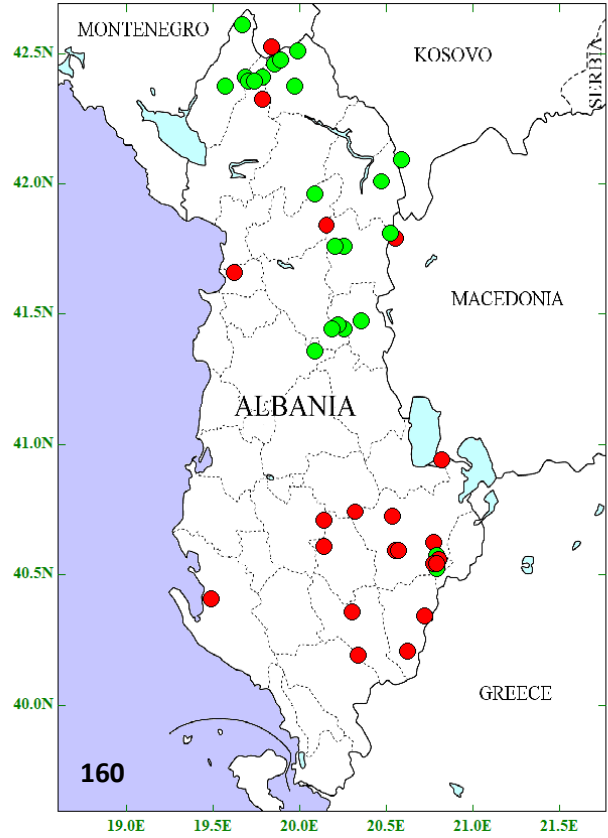 MONTENEGRO
KOSOVO
SERBIA
42.5N
42.0N
41.5N
MACEDONIA
ALBANIA
41.0N
40.5N
40.0N
GREECE
160
19.0E 19.5E 20.0E 20.5E 21.0E 21.5E